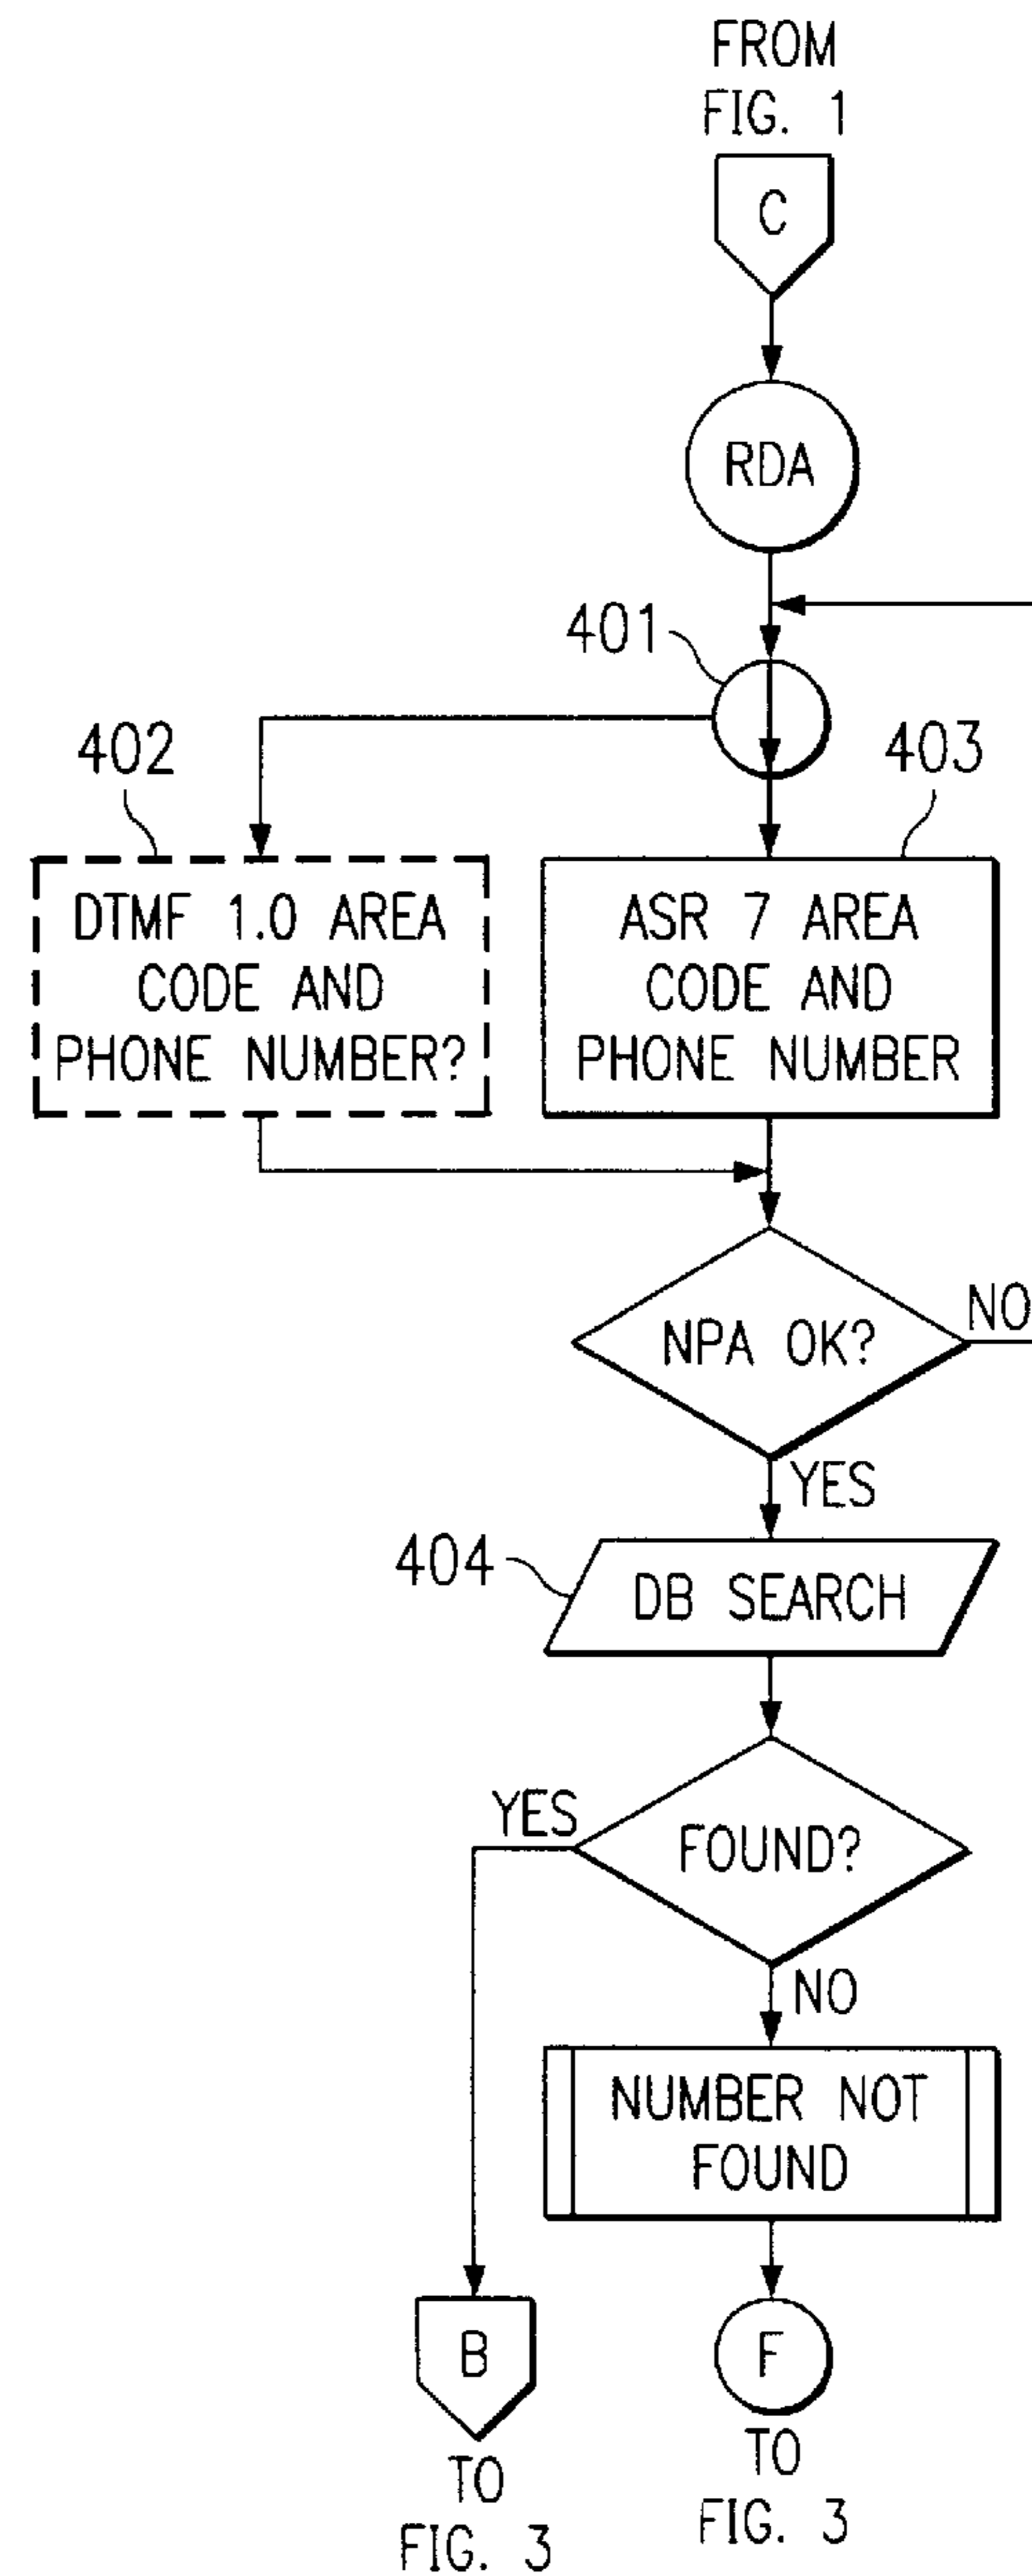 FROM
FIG. 1
C
RDA
401
402
403
DTMF 1.0 AREA
CODE AND
PHONE NUMBER?
ASR 7 AREA
CODE AND
PHONE NUMBER
NPA OK?
NO
YES
404
DB SEARCH
YES
FOUND?
NO
NUMBER NOT
FOUND
B
F
TO
FIG. 3
TO
FIG. 3